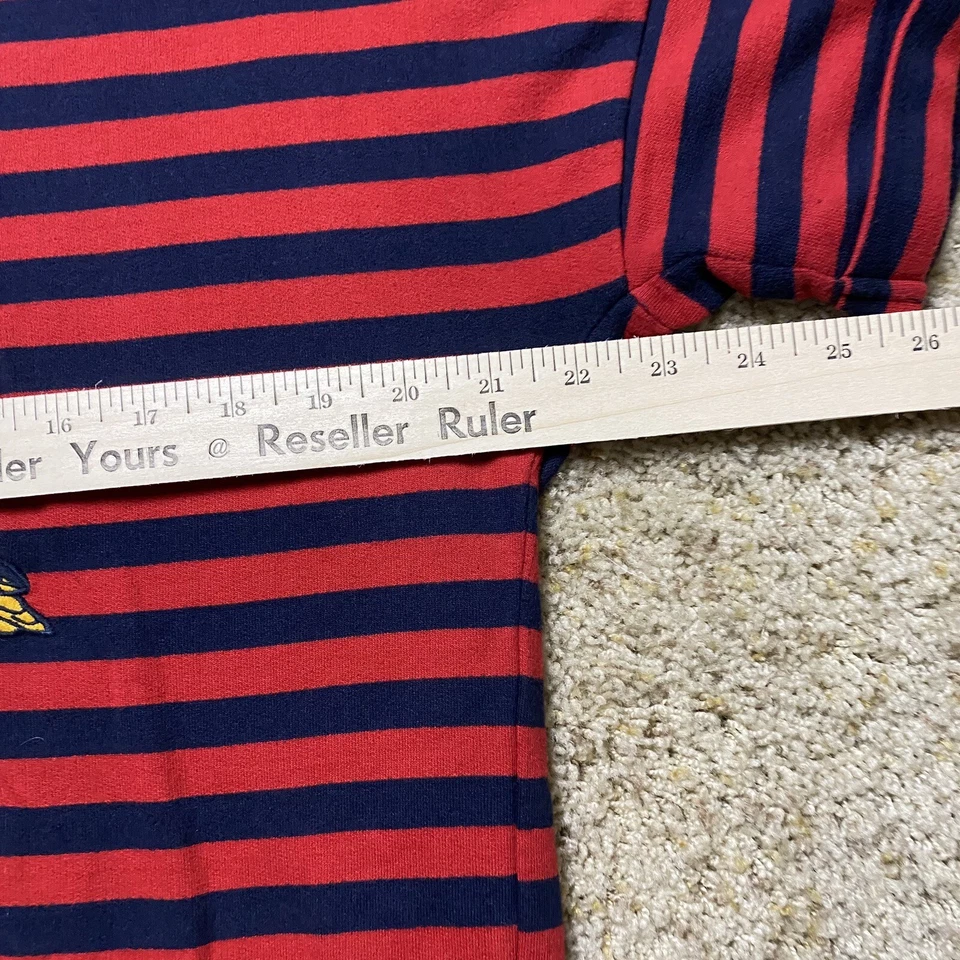 16 17 18 19 20 21 22 23 24 25 26
ler Yours @ Reseller Ruler